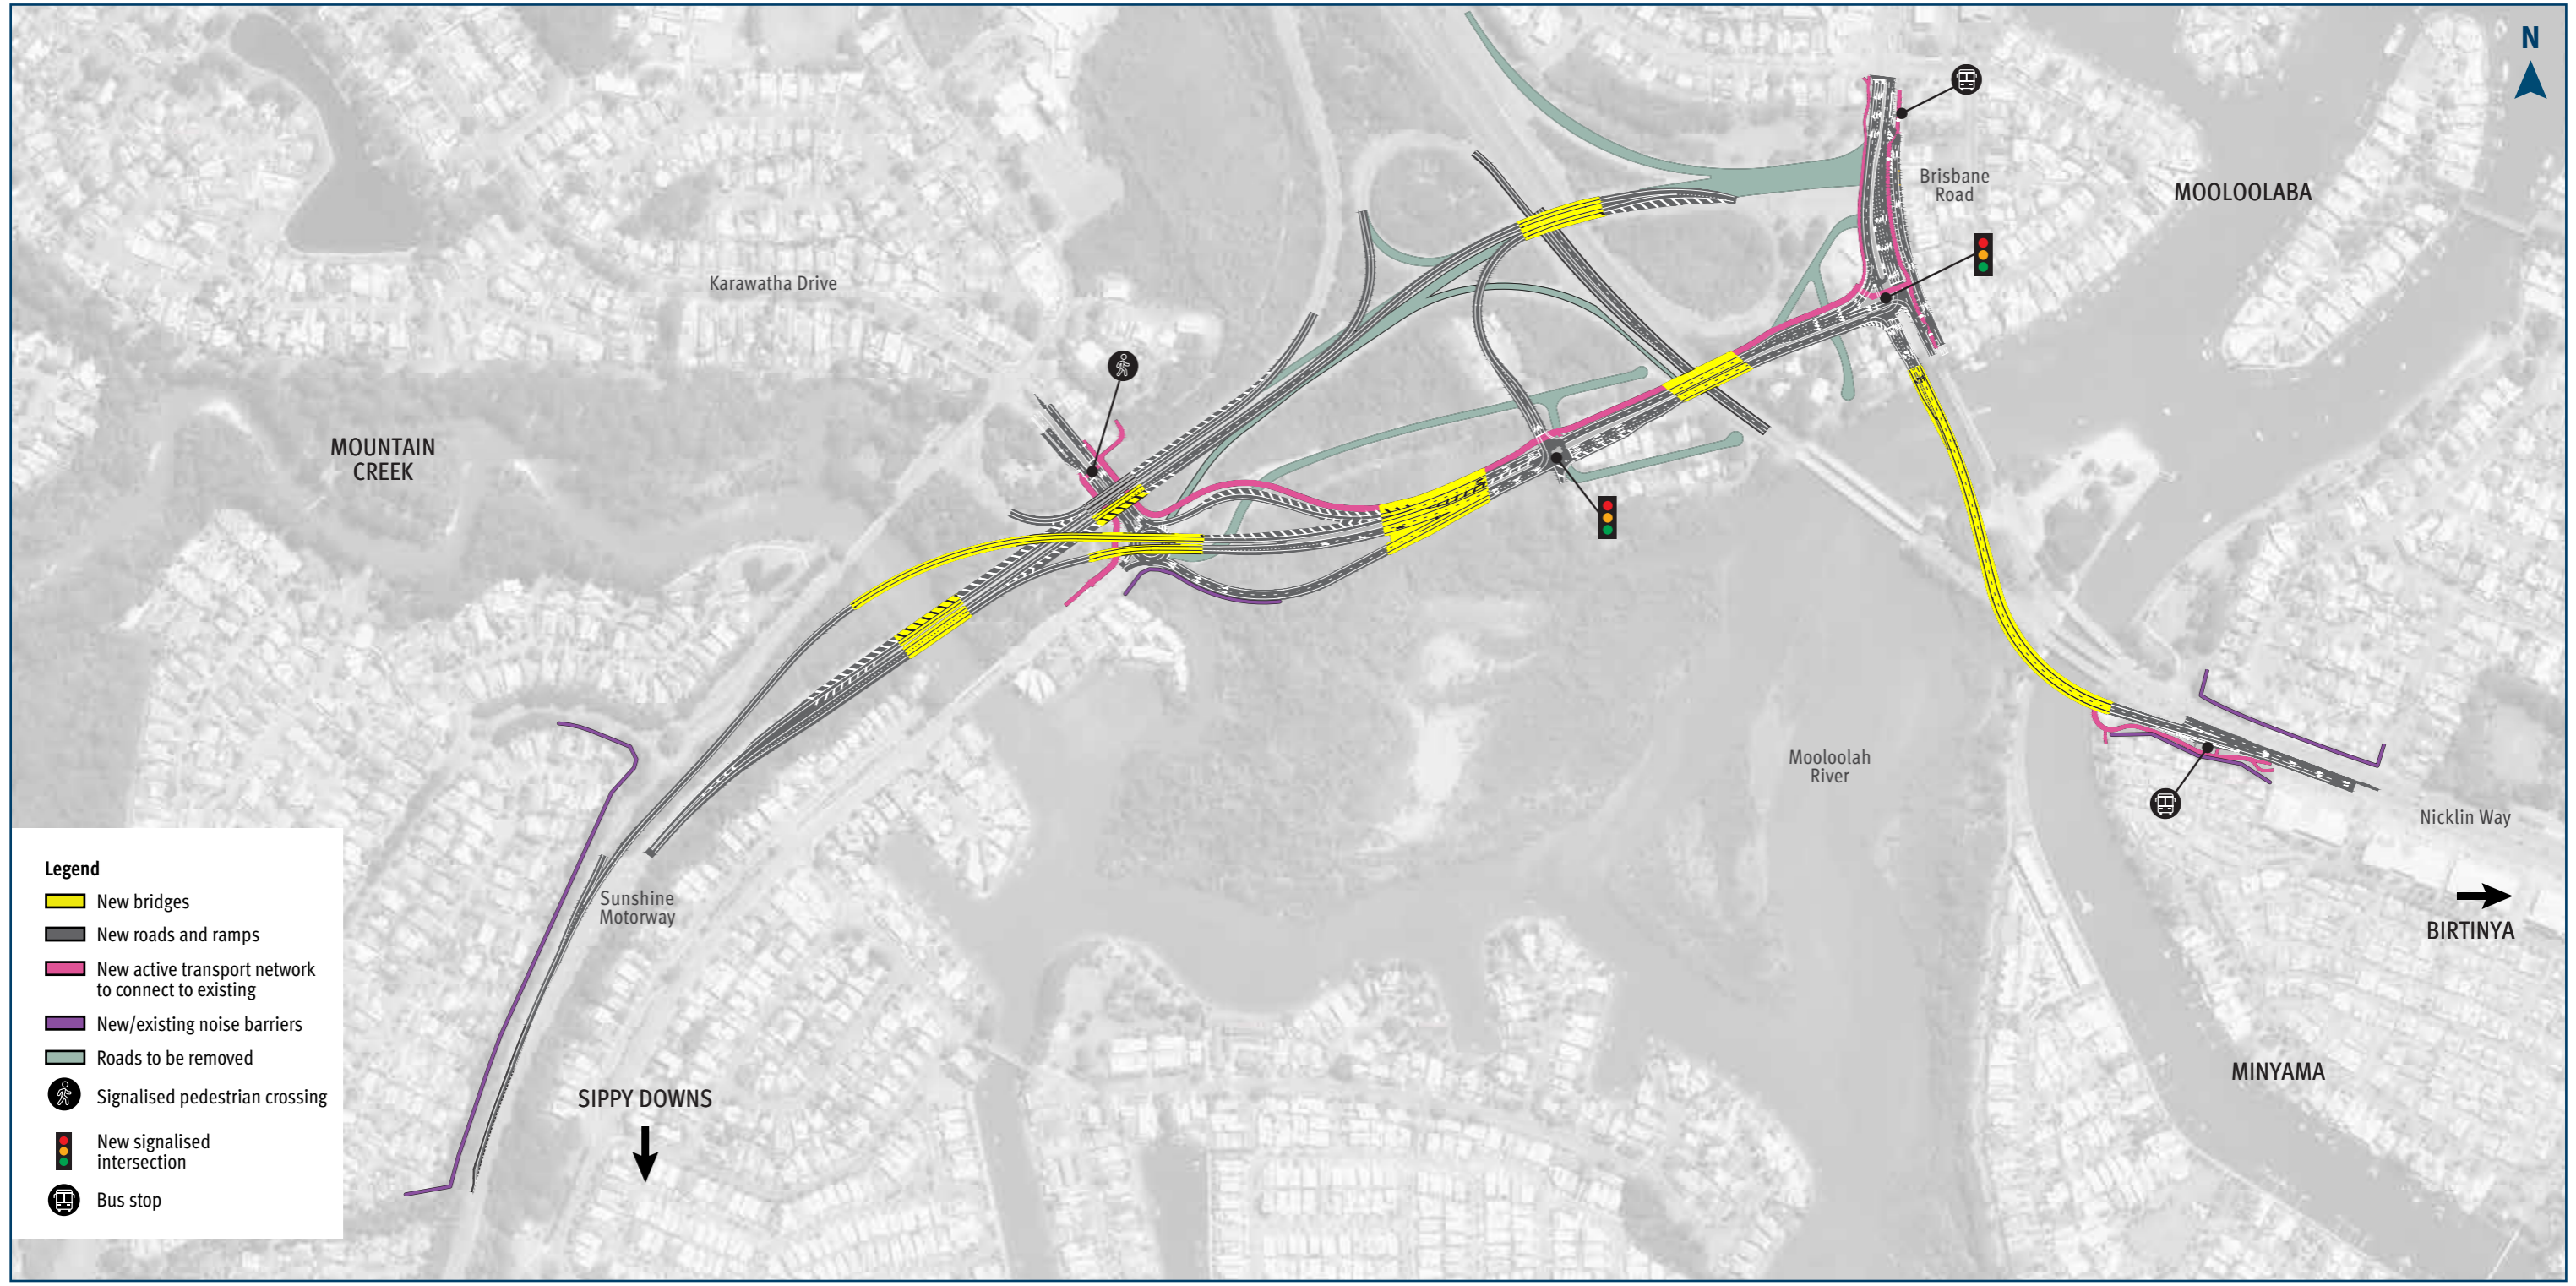 N
Brisbane
Road
MOOLOOLABA
Karawatha Drive
MOUNTAIN
CREEK
Mooloolah
River
Nicklin Way
Sunshine
Motorway
BIRTINYA
MINYAMA
SIPPY DOWNS
Legend
New bridges
New roads and ramps
New active transport network
to connect to existing
New/existing noise barriers
Roads to be removed
Signalised pedestrian crossing
New signalised
intersection
Bus stop